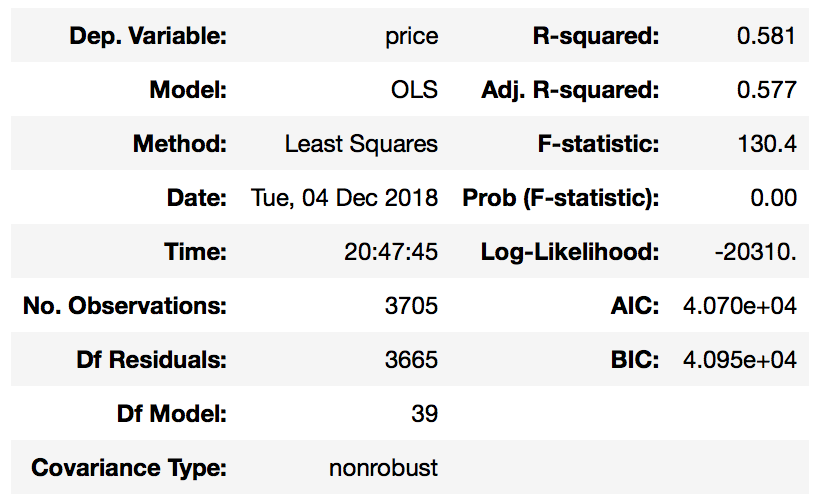 Dep. Variable: price R-squared: 0.581
Model: OLS Adj. R-squared: 0.577
Method: Least Squares F-statistic: 130.4
Date: Tue, 04 Dec 2018 Prob (F-statistic): 0.00
Time: 20:47:45 Log-Likelihood: -20310.
No. Observations: 3705 AIC: 4.070e+04
Df Residuals: 3665 BIC: 4.095e+04
Df Model: 39
Covariance Type: nonrobust